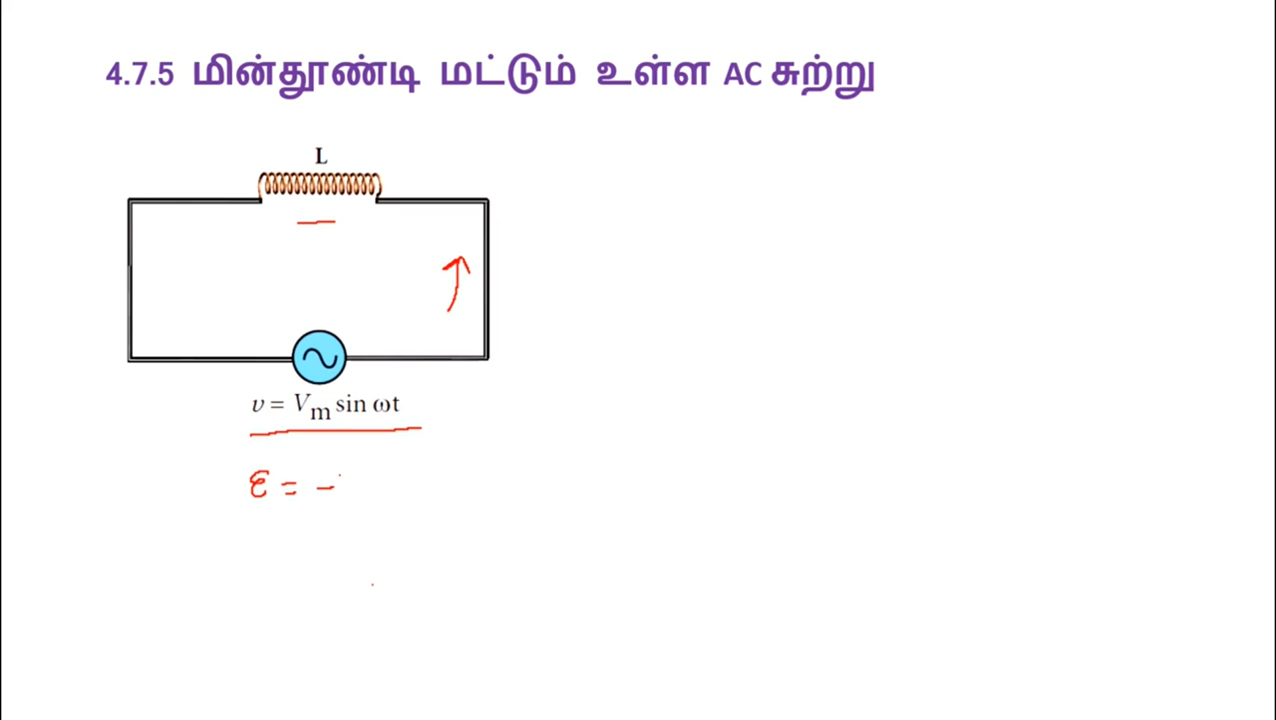 4.7.5 மின்தூண்டி மட்டும் உள்ள AC சுற்று
L
v = Vm sin ωt
ε = -